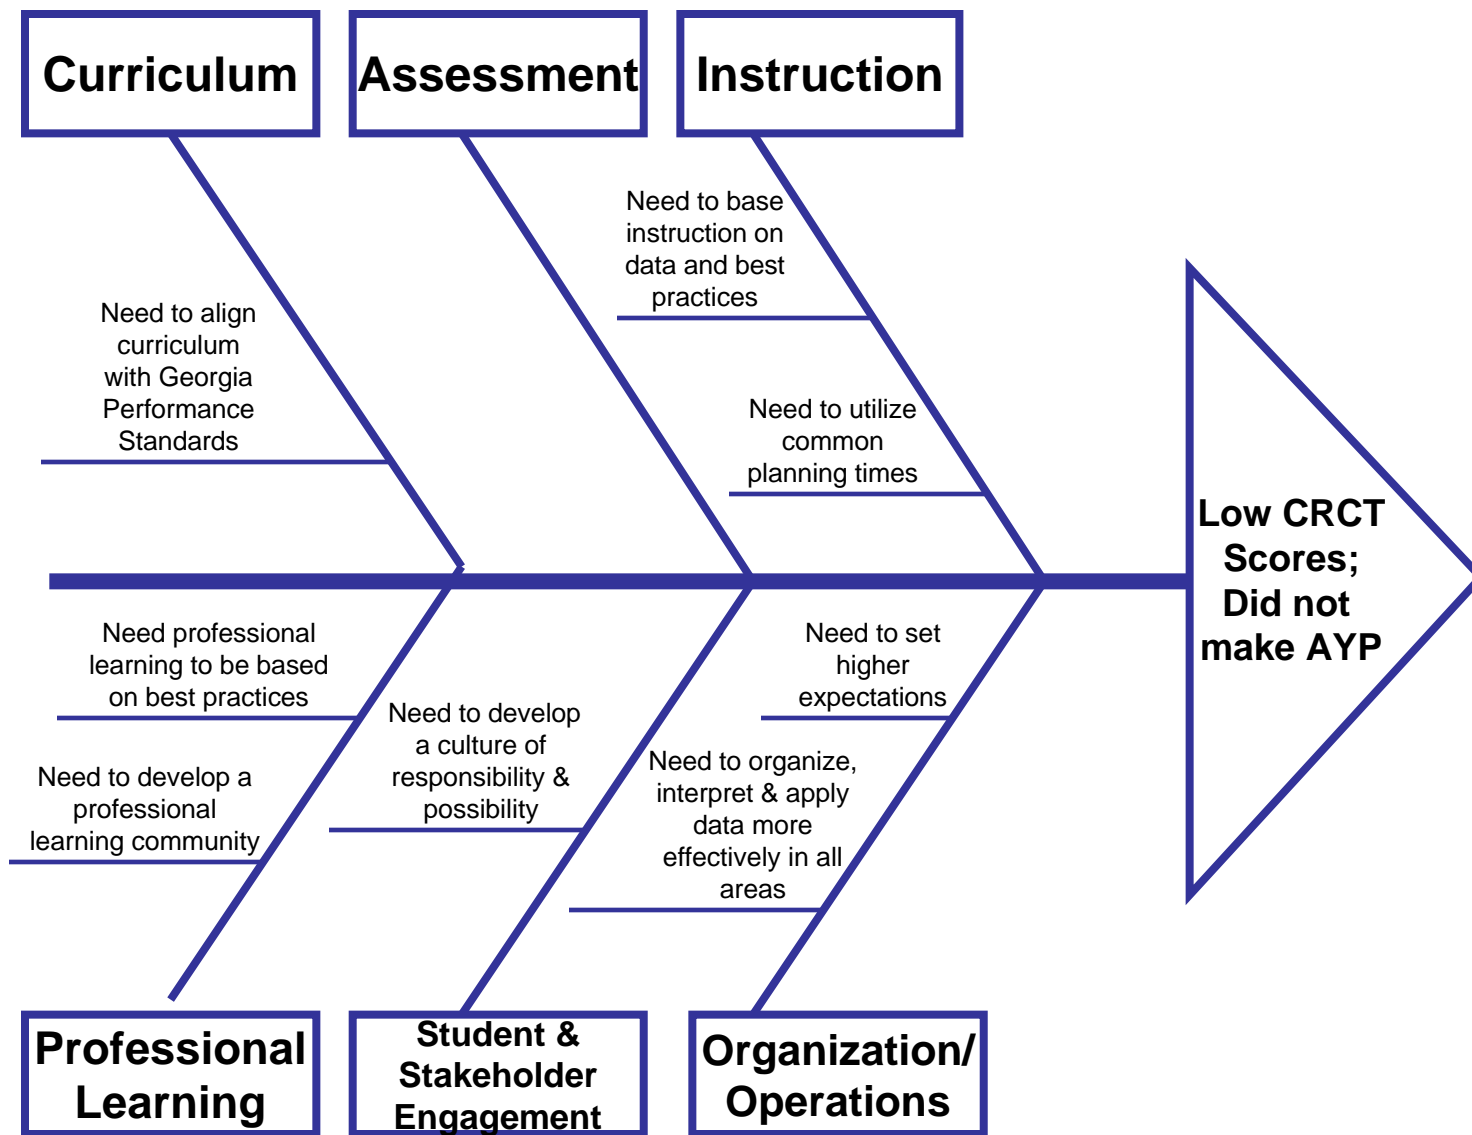 Curriculum
Assessment
Instruction
Need to base
instruction on
data and best
practices
Need to align
curriculum
with Georgia
Performance
Standards
Need to utilize
common
planning times
Low CRCT
Scores;
Did not
make AYP
Need professional
learning to be based
on best practices
Need to develop a
professional
learning community
Need to develop
a culture of
responsibility &
possibility
Need to set
higher
expectations
Need to organize,
interpret & apply
data more
effectively in all
areas
Professional
Learning
Student &
Stakeholder
Engagement
Organization/
Operations